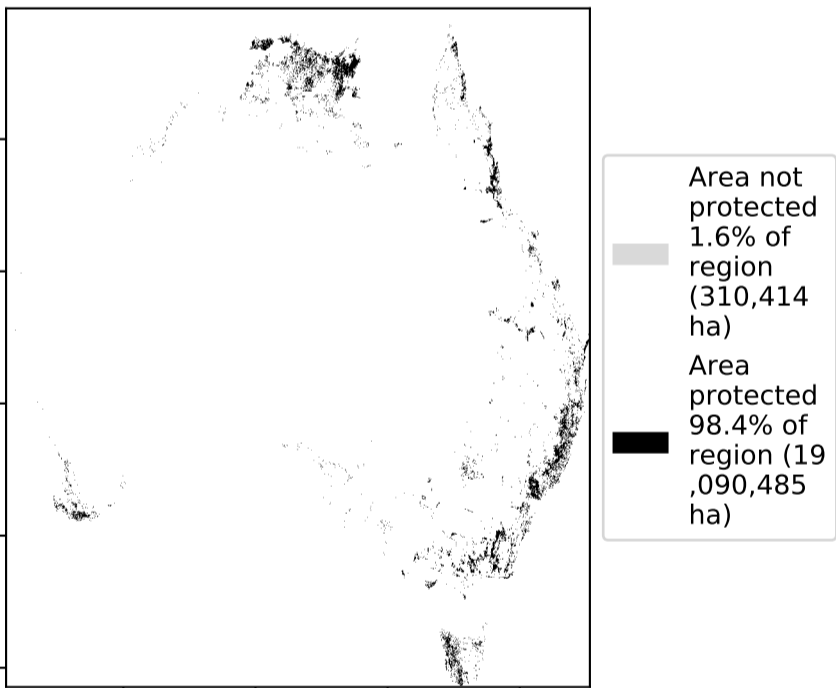 Area not
protected
1.6% of
region
(310,414
ha)
Area
protected
98.4% of
region (19
,090,485
ha)